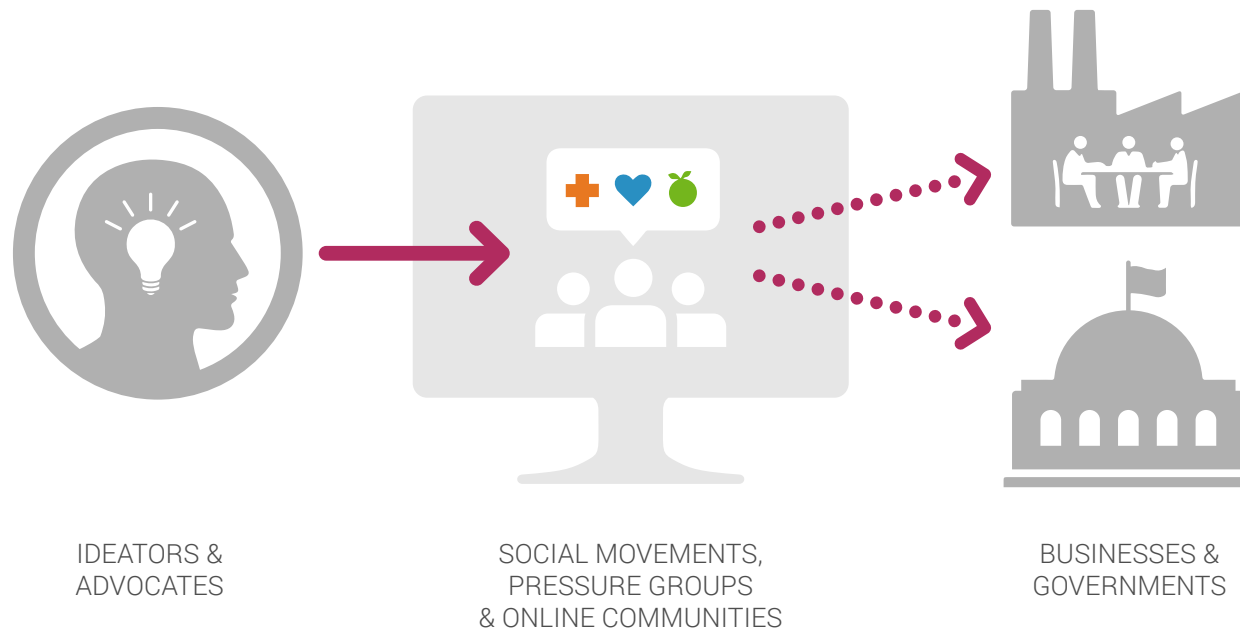 IDEATORS &
ADVOCATES
SOCIAL MOVEMENTS,
PRESSURE GROUPS
& ONLINE COMMUNITIES
BUSINESSES &
GOVERNMENTS